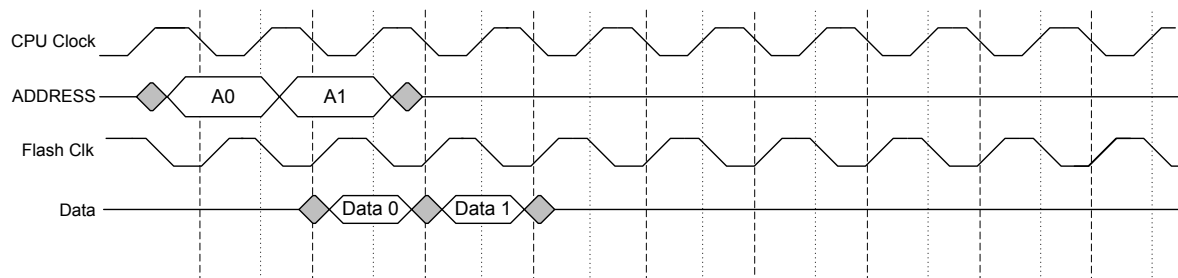 CPU Clock
ADDRESS A0 A1
Flash Clk
Data Data 0 Data 1